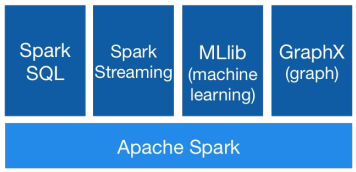 Spark
SQL
Spark
Streaming
MLlib
(machine
learning)
GraphX
(graph)
Apache Spark